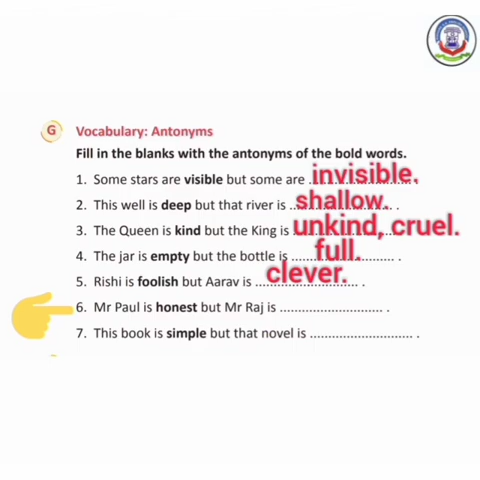 G Vocabulary: Antonyms
Fill in the blanks with the antonyms of the bold words.
1. Some stars are visible but some are invisible.
2. This well is deep but that river is shallow. .
3. The Queen is kind but the King is unkind, cruel.
4. The jar is empty but the bottle is full. .
5. Rishi is foolish but Aarav is clever. .
6. Mr Paul is honest but Mr Raj is ............................ .
7. This book is simple but that novel is ............................ .